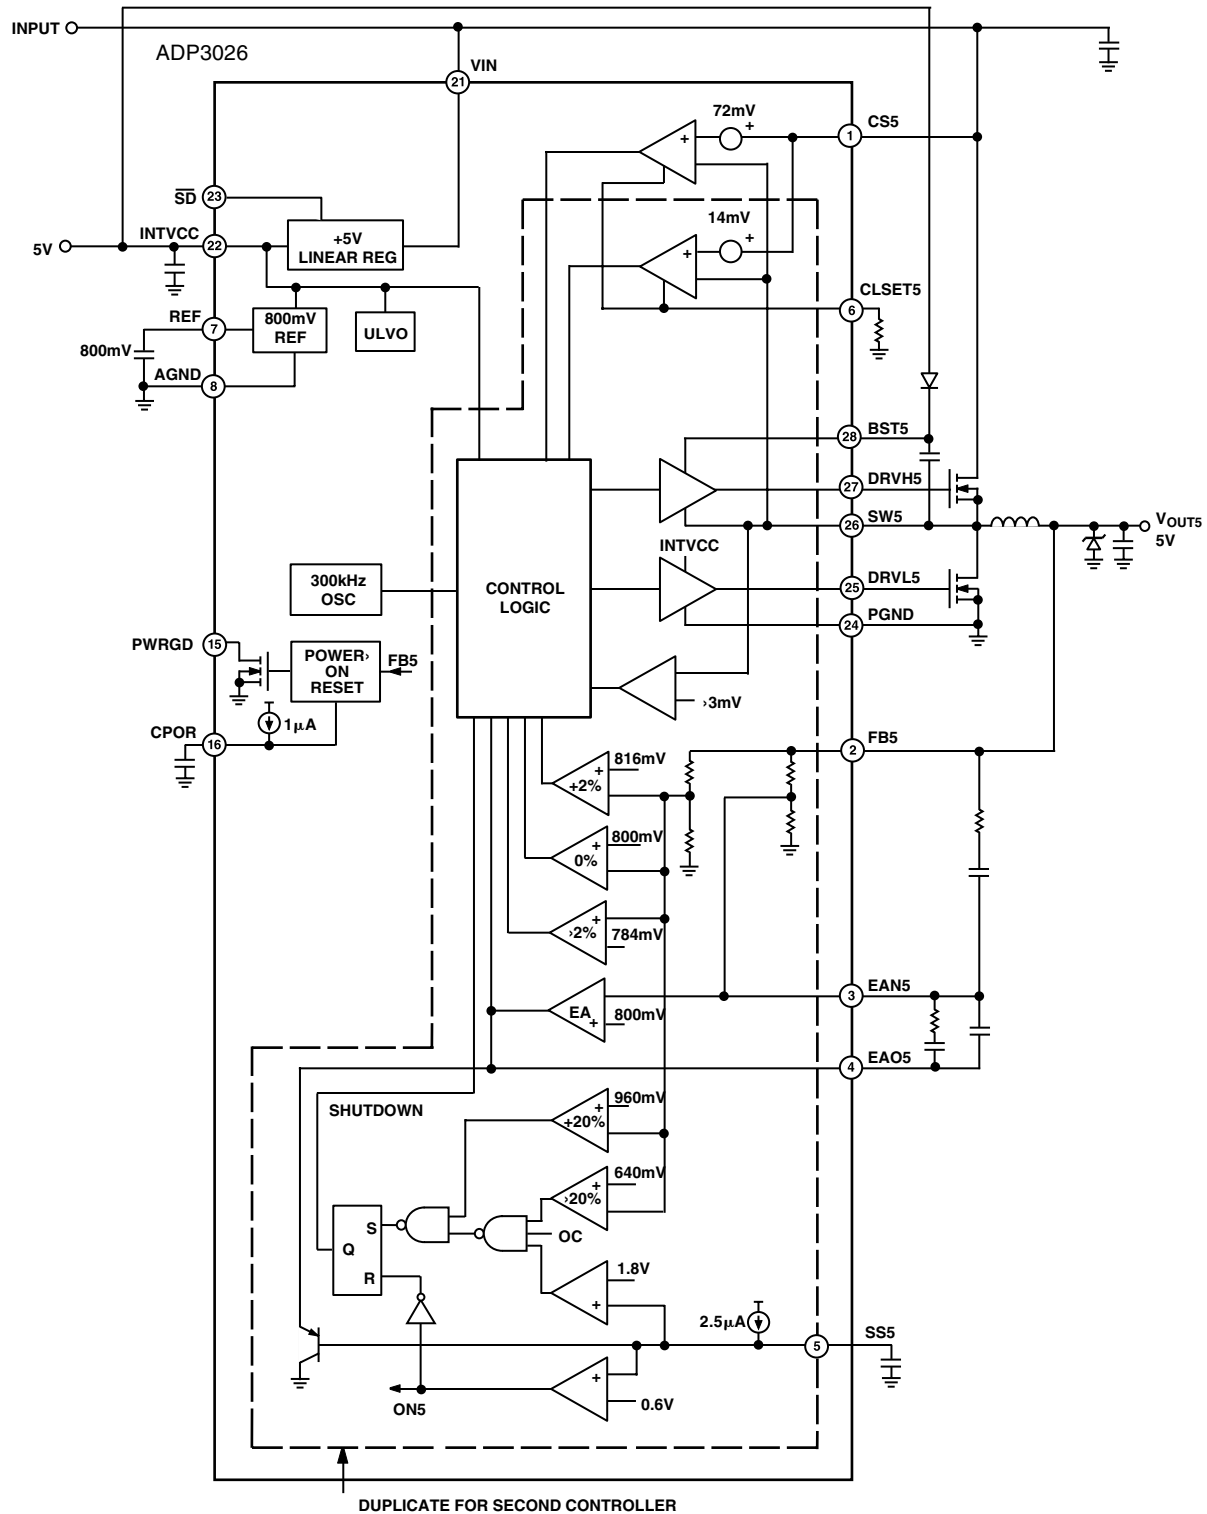 INPUT
ADP3026
VIN
21
72mV
+
+
CS5
1
SD
23
14mV
+
+
INTVCC
22
5V
+5V
LINEAR REG
CLSET5
6
REF
7
800mV
REF
ULVO
800mV
AGND
8
BST5
28
DRVH5
27
SW5
26
VOUT5
5V
INTVCC
CONTROL
LOGIC
300kHz
OSC
DRVL5
25
PGND
24
PWRGD
15
POWER›
ON
RESET
FB5
›3mV
1µA
CPOR
16
FB5
2
816mV
+
+2%
800mV
+
0%
+
›2%
784mV
EAN5
3
EA
+
800mV
EAO5
4
SHUTDOWN
960mV
+
+20%
640mV
+
›20%
S
Q
R
OC
1.8V
+
2.5µA
SS5
5
+
0.6V
ON5
DUPLICATE FOR SECOND CONTROLLER